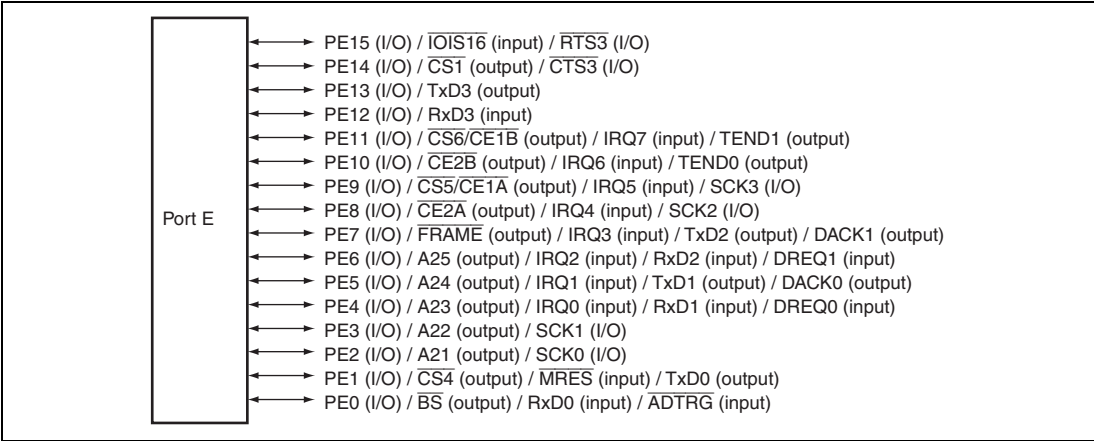 PE15 (I/O) / IOIS16 (input) / RTS3 (I/O)
PE14 (I/O) / CS1 (output) / CTS3 (I/O)
PE13 (I/O) / TxD3 (output)
PE12 (I/O) / RxD3 (input)
PE11 (I/O) / CS6/CE1B (output) / IRQ7 (input) / TEND1 (output)
PE10 (I/O) / CE2B (output) / IRQ6 (input) / TEND0 (output)
PE9 (I/O) / CS5/CE1A (output) / IRQ5 (input) / SCK3 (I/O)
PE8 (I/O) / CE2A (output) / IRQ4 (input) / SCK2 (I/O)
Port E
PE7 (I/O) / FRAME (output) / IRQ3 (input) / TxD2 (output) / DACK1 (output)
PE6 (I/O) / A25 (output) / IRQ2 (input) / RxD2 (input) / DREQ1 (input)
PE5 (I/O) / A24 (output) / IRQ1 (input) / TxD1 (output) / DACK0 (output)
PE4 (I/O) / A23 (output) / IRQ0 (input) / RxD1 (input) / DREQ0 (input)
PE3 (I/O) / A22 (output) / SCK1 (I/O)
PE2 (I/O) / A21 (output) / SCK0 (I/O)
PE1 (I/O) / CS4 (output) / MRES (input) / TxD0 (output)
PE0 (I/O) / BS (output) / RxD0 (input) / ADTRG (input)